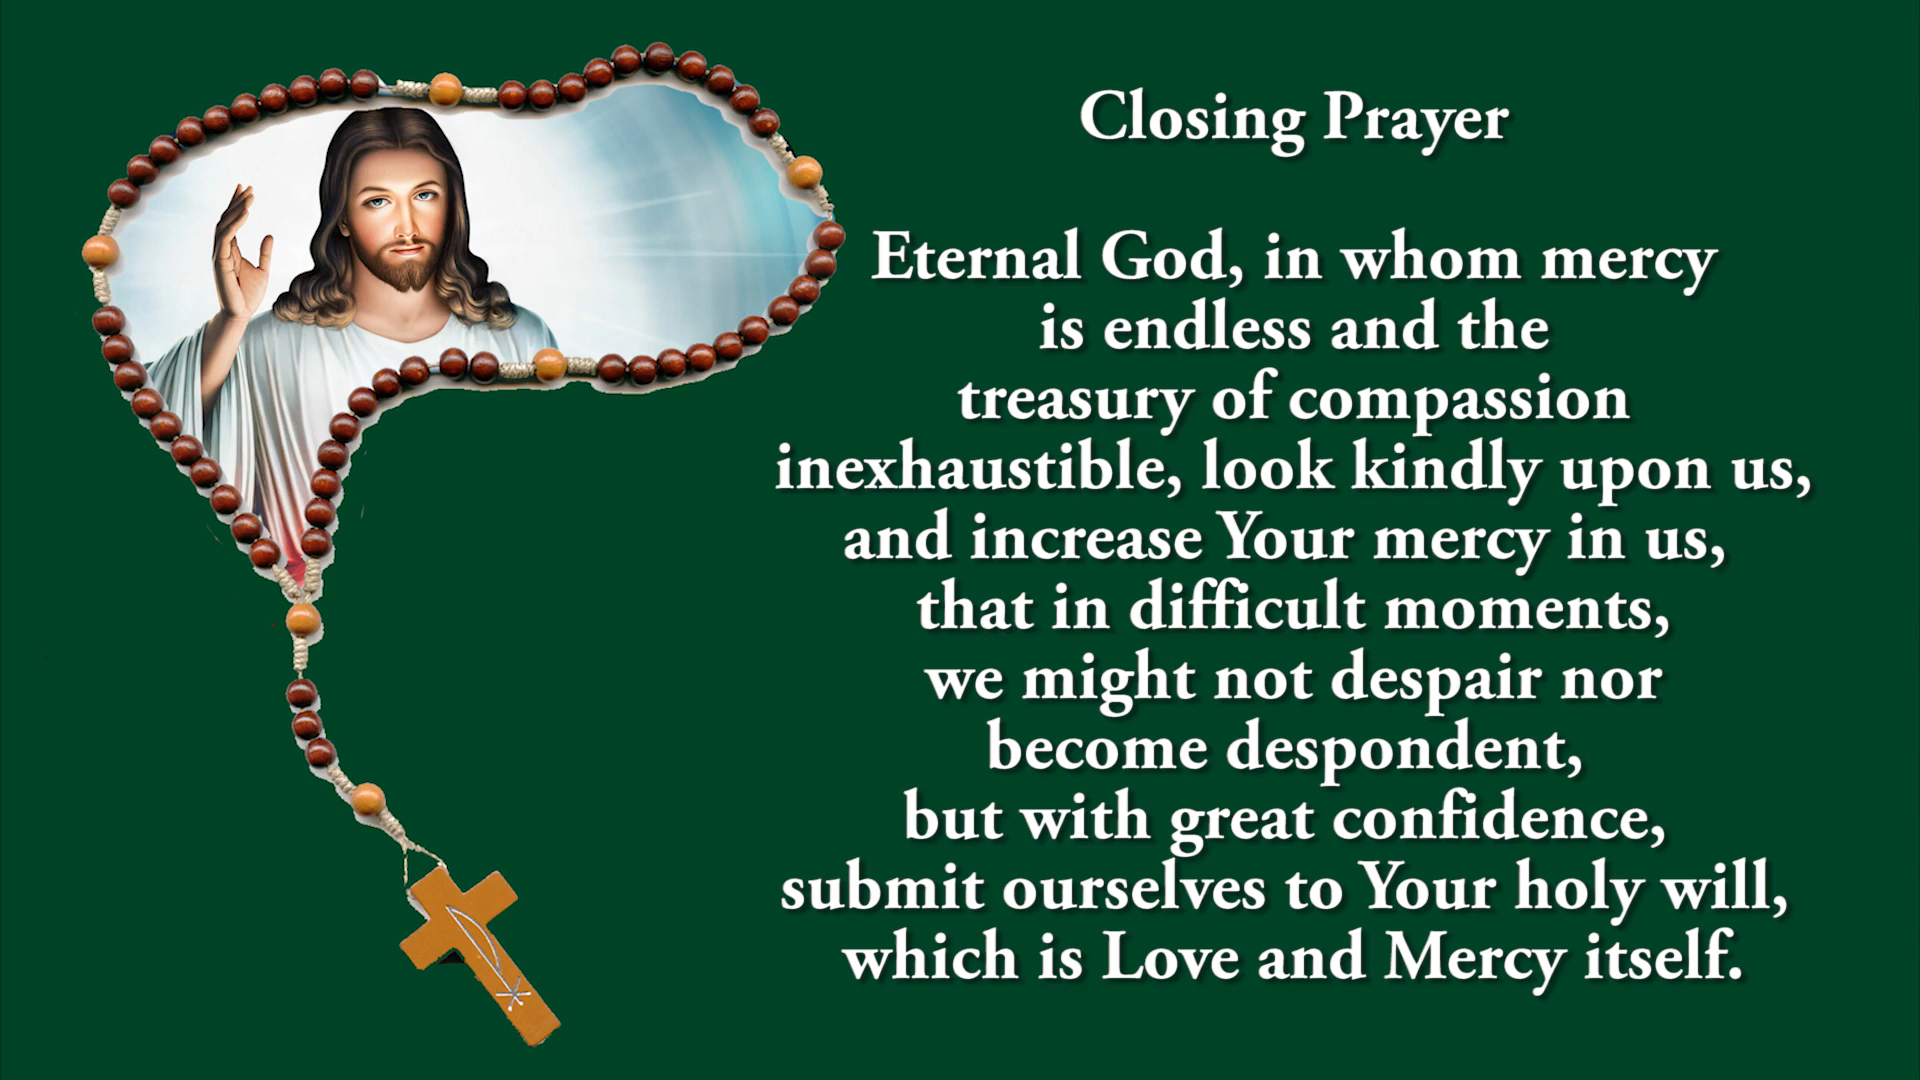 Closing Prayer
Eternal God, in whom mercy
is endless and the
treasury of compassion
inexhaustible, look kindly upon us,
and increase Your mercy in us,
that in difficult moments,
we might not despair nor
become despondent,
but with great confidence,
submit ourselves to Your holy will,
which is Love and Mercy itself.